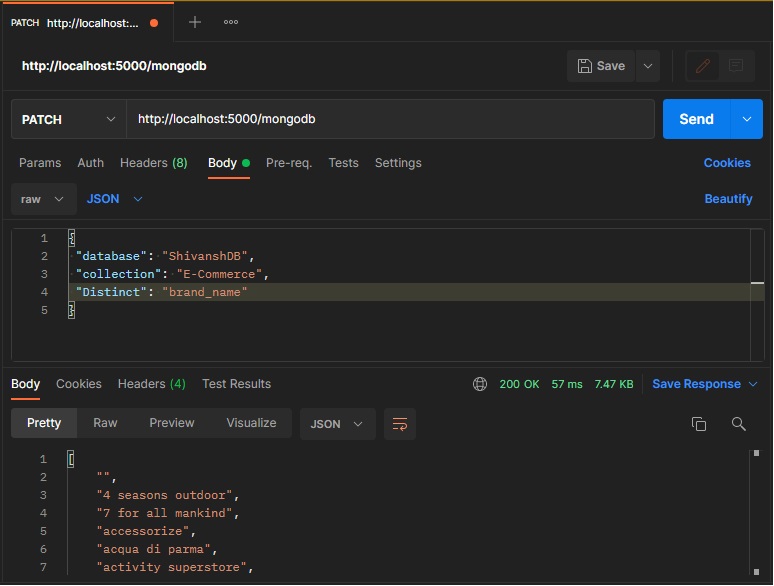 PATCH http://localhost:...
http://localhost:5000/mongodb
Save
PATCH http://localhost:5000/mongodb Send
Params Auth Headers (8) Body Pre-req. Tests Settings Cookies
raw JSON Beautify
1 {
2 "database": "ShivanshDB",
3 "collection": "E-Commerce",
4 "Distinct": "brand_name"
5 }
Body Cookies Headers (4) Test Results 200 OK 57 ms 7.47 KB Save Response
Pretty Raw Preview Visualize JSON
1 [
2 "",
3 "4 seasons outdoor",
4 "7 for all mankind",
5 "accessorize",
6 "acqua di parma",
7 "activity superstore",